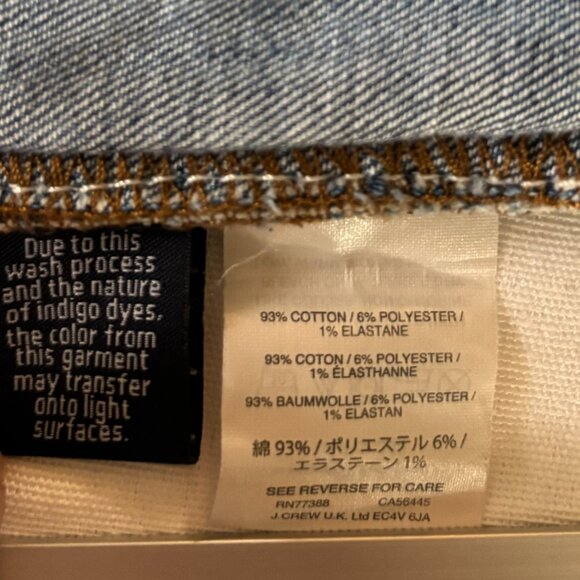 Due to this
wash process
and the nature
of indigo dyes,
the color from
this garment
may transfer
onto light
surfaces.
93% COTTON / 6% POLYESTER /
1% ELASTANE
93% COTON / 6% POLYESTER /
1% ÉLASTHANNE
93% BAUMWOLLE / 6% POLYESTER /
1% ELASTAN
綿 93% / ポリエステル 6% /
エラステーン 1%
SEE REVERSE FOR CARE
RN77388 CA56445
J.CREW U.K. Ltd EC4V 6JA